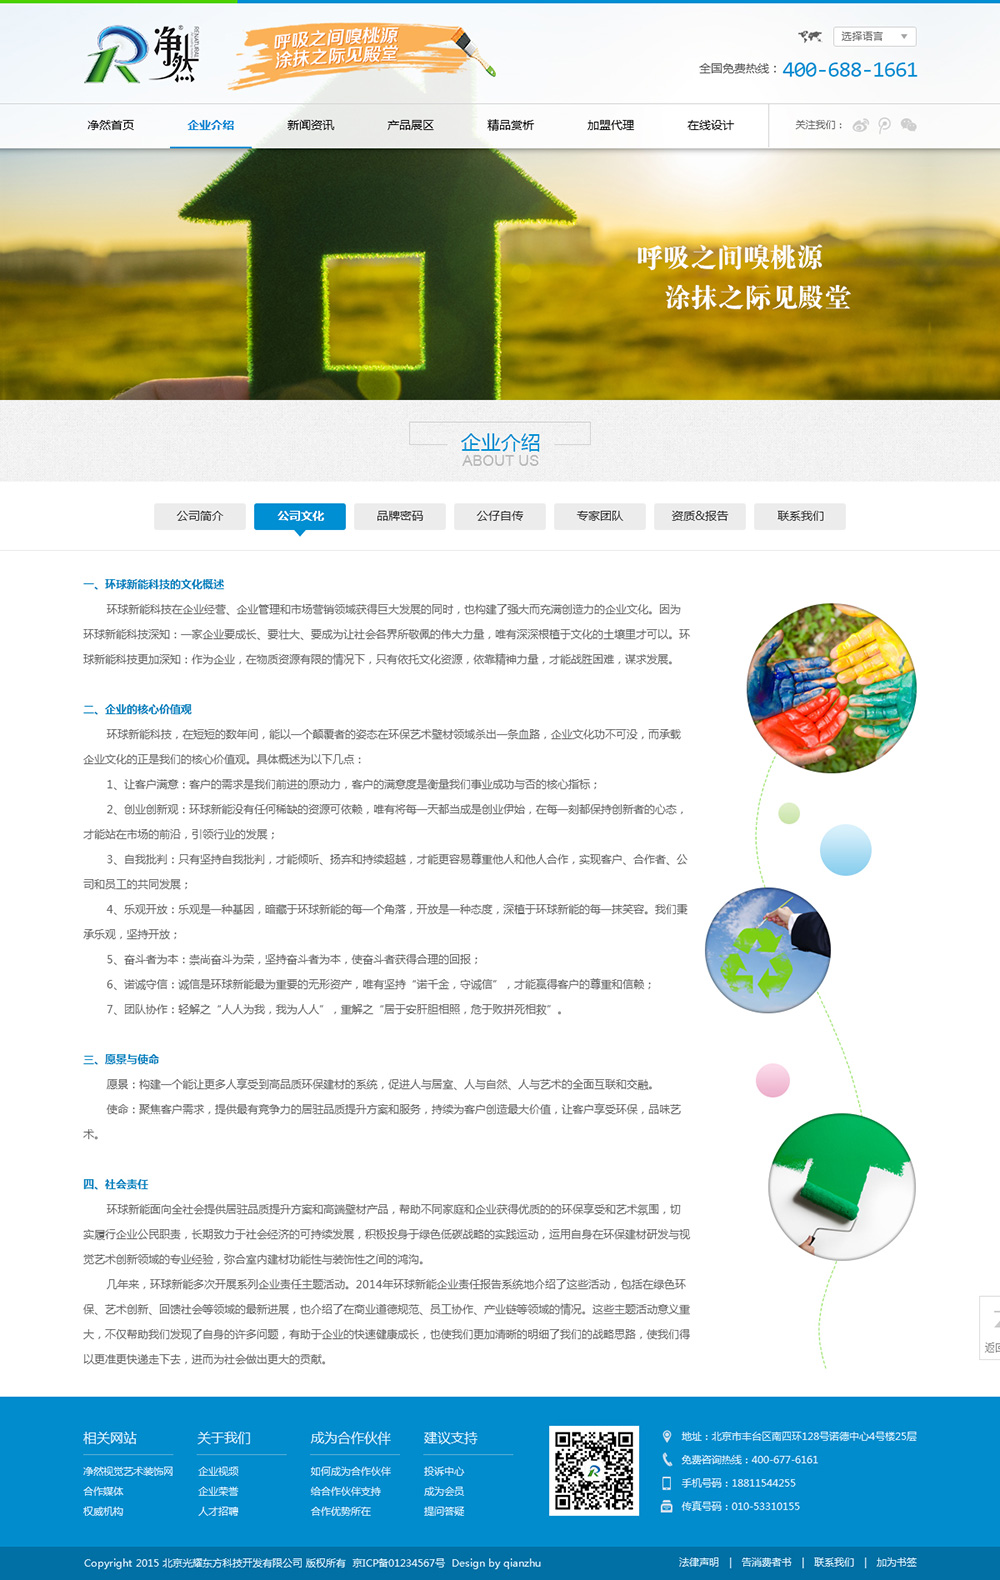 净然
RENATURAL
呼吸之间嗅桃源
涂抹之际见殿堂
选择语言
全国免费热线：400-688-1661
净然首页 企业介绍 新闻资讯 产品展区 精品赏析 加盟代理 在线设计 关注我们：
呼吸之间嗅桃源
涂抹之际见殿堂
企业介绍
ABOUT US
公司简介 公司文化 品牌密码 公仔自传 专家团队 资质&报告 联系我们
一、环球新能科技的文化概述
环球新能科技在企业经营、企业管理和市场营销领域获得巨大发展的同时，也构建了强大而充满创造力的企业文化。因为
环球新能科技深知：一家企业要成长、要壮大、要成为让社会各界所敬佩的伟大力量，唯有深深根植于文化的土壤里才可以。环
球新能科技更加深知：作为企业，在物质资源有限的情况下，只有依托文化资源，依靠精神力量，才能战胜困难，谋求发展。
二、企业的核心价值观
环球新能科技，在短短的数年间，能以一个颠覆者的姿态在环保艺术壁材领域杀出一条血路，企业文化功不可没，而承载
企业文化的正是我们的核心价值观。具体概述为以下几点：
1、让客户满意：客户的需求是我们前进的原动力，客户的满意度是衡量我们事业成功与否的核心指标；
2、创业创新观：环球新能没有任何稀缺的资源可依赖，唯有将每一天都当成是创业伊始，在每一刻都保持创新者的心态，
才能站在市场的前沿，引领行业的发展；
3、自我批判：只有坚持自我批判，才能倾听、扬弃和持续超越，才能更容易尊重他人和他人合作，实现客户、合作者、公
司和员工的共同发展；
4、乐观开放：乐观是一种基因，暗藏于环球新能的每一个角落，开放是一种态度，深植于环球新能的每一抹笑容。我们秉
承乐观，坚持开放；
5、奋斗者为本：崇尚奋斗为荣，坚持奋斗者为本，使奋斗者获得合理的回报；
6、诺诚守信：诚信是环球新能最为重要的无形资产，唯有坚持“诺千金，守诚信”，才能赢得客户的尊重和信赖；
7、团队协作：轻解之“人人为我，我为人人”，重解之“居于安肝胆相照，危于败拼死相救”。
三、愿景与使命
愿景：构建一个能让更多人享受到高品质环保建材的系统，促进人与居室、人与自然、人与艺术的全面互联和交融。
使命：聚焦客户需求，提供最有竞争力的居驻品质提升方案和服务，持续为客户创造最大价值，让客户享受环保，品味艺
术。
四、社会责任
环球新能面向全社会提供居驻品质提升方案和高端壁材产品，帮助不同家庭和企业获得优质的的环保享受和艺术氛围，切
实履行企业公民职责，长期致力于社会经济的可持续发展，积极投身于绿色低碳战略的实践运动，运用自身在环保建材研发与视
觉艺术创新领域的专业经验，弥合室内建材功能性与装饰性之间的鸿沟。
几年来，环球新能多次开展系列企业责任主题活动。2014年环球新能企业责任报告系统地介绍了这些活动，包括在绿色环
保、艺术创新、回馈社会等领域的最新进展，也介绍了在商业道德规范、员工协作、产业链等领域的情况。这些主题活动意义重
大，不仅帮助我们发现了自身的许多问题，有助于企业的快速健康成长，也使我们更加清晰的明细了我们的战略思路，使我们得
以更准更快递走下去，进而为社会做出更大的贡献。
返回
相关网站 关于我们 成为合作伙伴 建议支持
净然视觉艺术装饰网 企业视频 如何成为合作伙伴 投诉中心
合作媒体 企业荣誉 给合作伙伴支持 成为会员
权威机构 人才招聘 合作优势所在 提问答疑
地址：北京市丰台区南四环128号诺德中心4号楼25层
免费咨询热线：400-677-6161
手机号码：18811544255
传真号码：010-53310155
Copyright 2015 北京光耀东方科技开发有限公司 版权所有 京ICP备01234567号 Design by qianzhu
法律声明 | 告消费者书 | 联系我们 | 加为书签